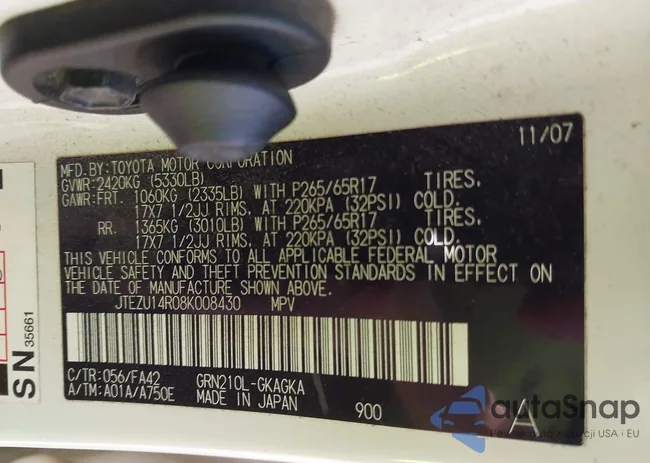 11/07
MFD.BY:TOYOTA MOTOR CORPORATION
GVWR:2420KG (5330LB)
GAWR:FRT. 1060KG (2335LB) WITH P265/65R17 TIRES,
17X7 1/2JJ RIMS, AT 220KPA (32PSI) COLD.
RR. 1365KG (3010LB) WITH P265/65R17 TIRES,
17X7 1/2JJ RIMS, AT 220KPA (32PSI) COLD.
THIS VEHICLE CONFORMS TO ALL APPLICABLE FEDERAL MOTOR
VEHICLE SAFETY AND THEFT PREVENTION STANDARDS IN EFFECT ON
THE DATE OF MANUFACTURE SHOWN ABOVE.
JTEZU14R08K008430 MPV
C/TR:056/FA42 GRN210L-GKAGKA
A/TM:A01A/A750E MADE IN JAPAN 900 A
SN 35661
autoSnap
USA i EU